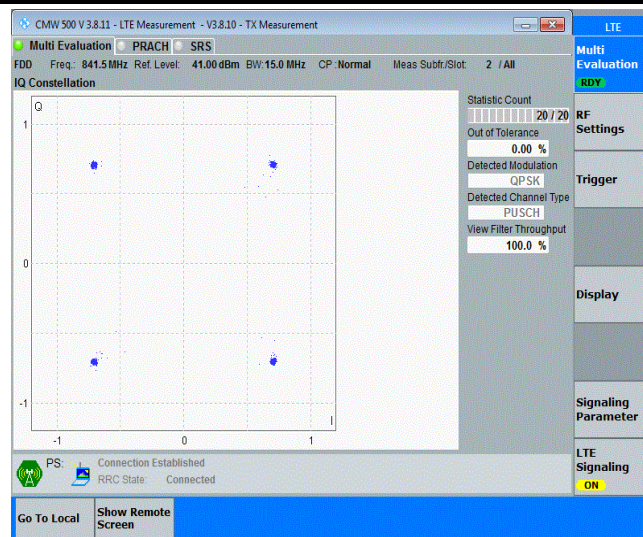 CMW 500 V 3.8.11 - LTE Measurement - V3.8.10 - TX Measurement
LTE
Multi Evaluation PRACH SRS
FDD Freq.: 841.5 MHz Ref. Level: 41.00 dBm BW: 15.0 MHz CP : Normal Meas Subfr./Slot: 2 / All
IQ Constellation
Q
1
0
-1
-1 0 1
I
Statistic Count
20 / 20
Out of Tolerance
0.00 %
Detected Modulation
QPSK
Detected Channel Type
PUSCH
View Filter Throughput
100.0 %
Multi
Evaluation
RDY
RF
Settings
Trigger
Display
Signaling
Parameter
LTE
Signaling
ON
PS: Connection Established
RRC State: Connected
Go To Local
Show Remote
Screen